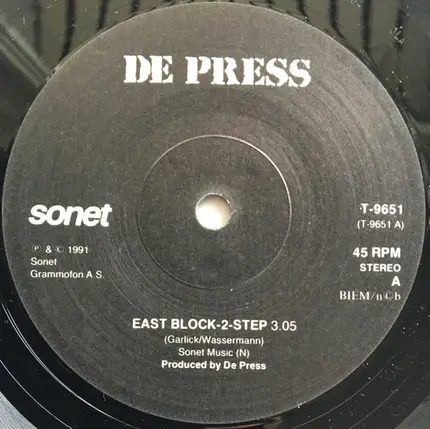 DE PRESS
sonet
℗ & © 1991
Sonet
Grammofon A S.
T-9651
(T-9651 A)
45 RPM
STEREO
A
BIEM/n©b
EAST BLOCK-2-STEP 3.05
(Garlick/Wassermann)
Sonet Music (N)
Produced by De Press